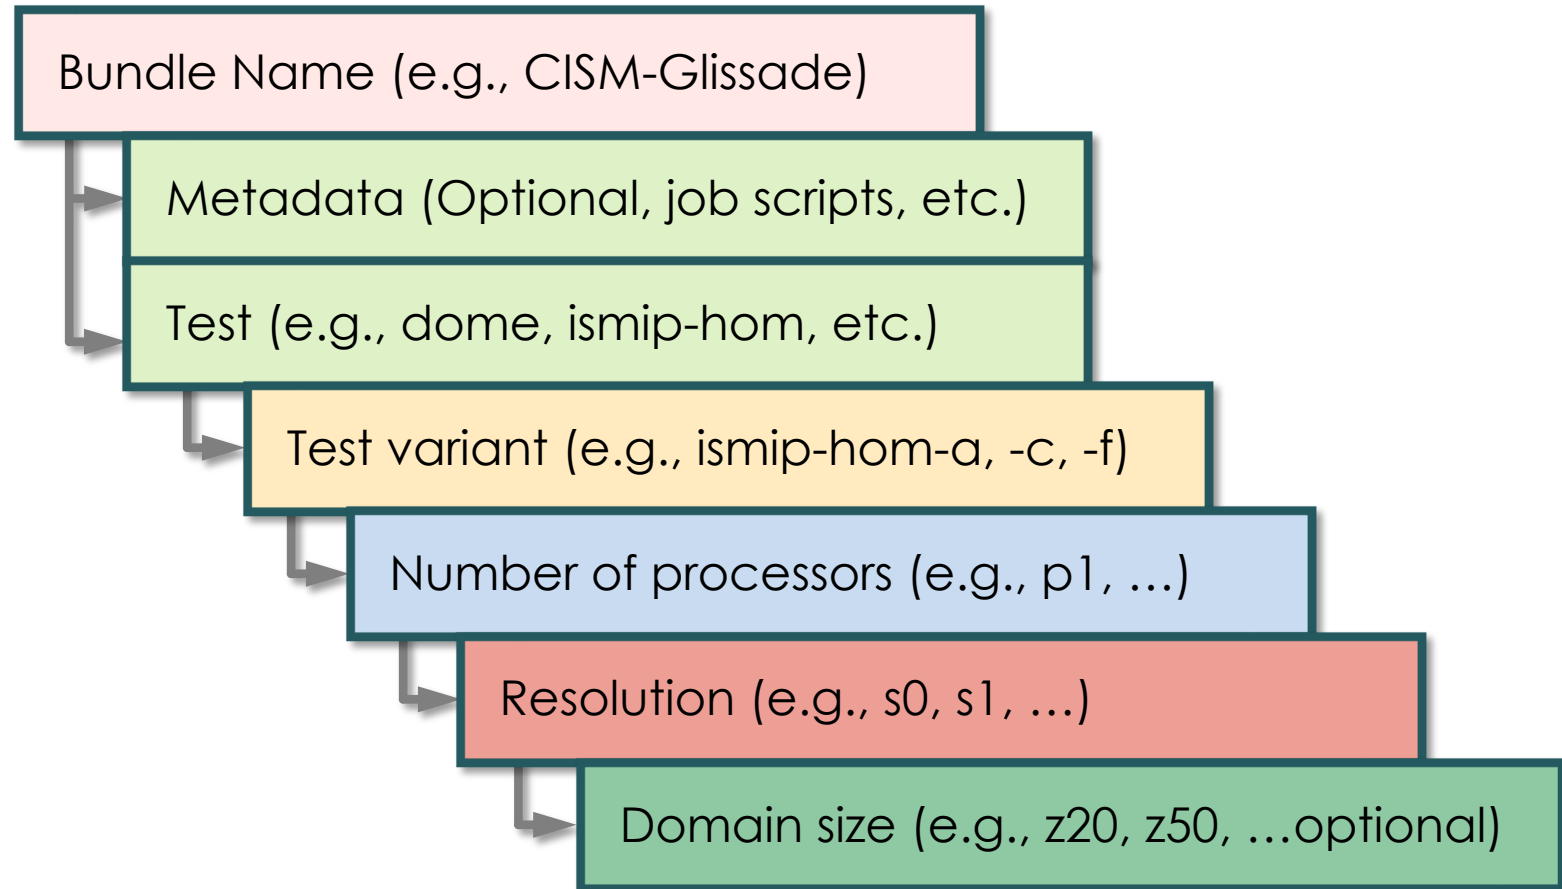 Bundle Name (e.g., CISM-Glissade)
Metadata (Optional, job scripts, etc.)
Test (e.g., dome, ismip-hom, etc.)
Test variant (e.g., ismip-hom-a, -c, -f)
Number of processors (e.g., p1, …)
Resolution (e.g., s0, s1, …)
Domain size (e.g., z20, z50, …optional)